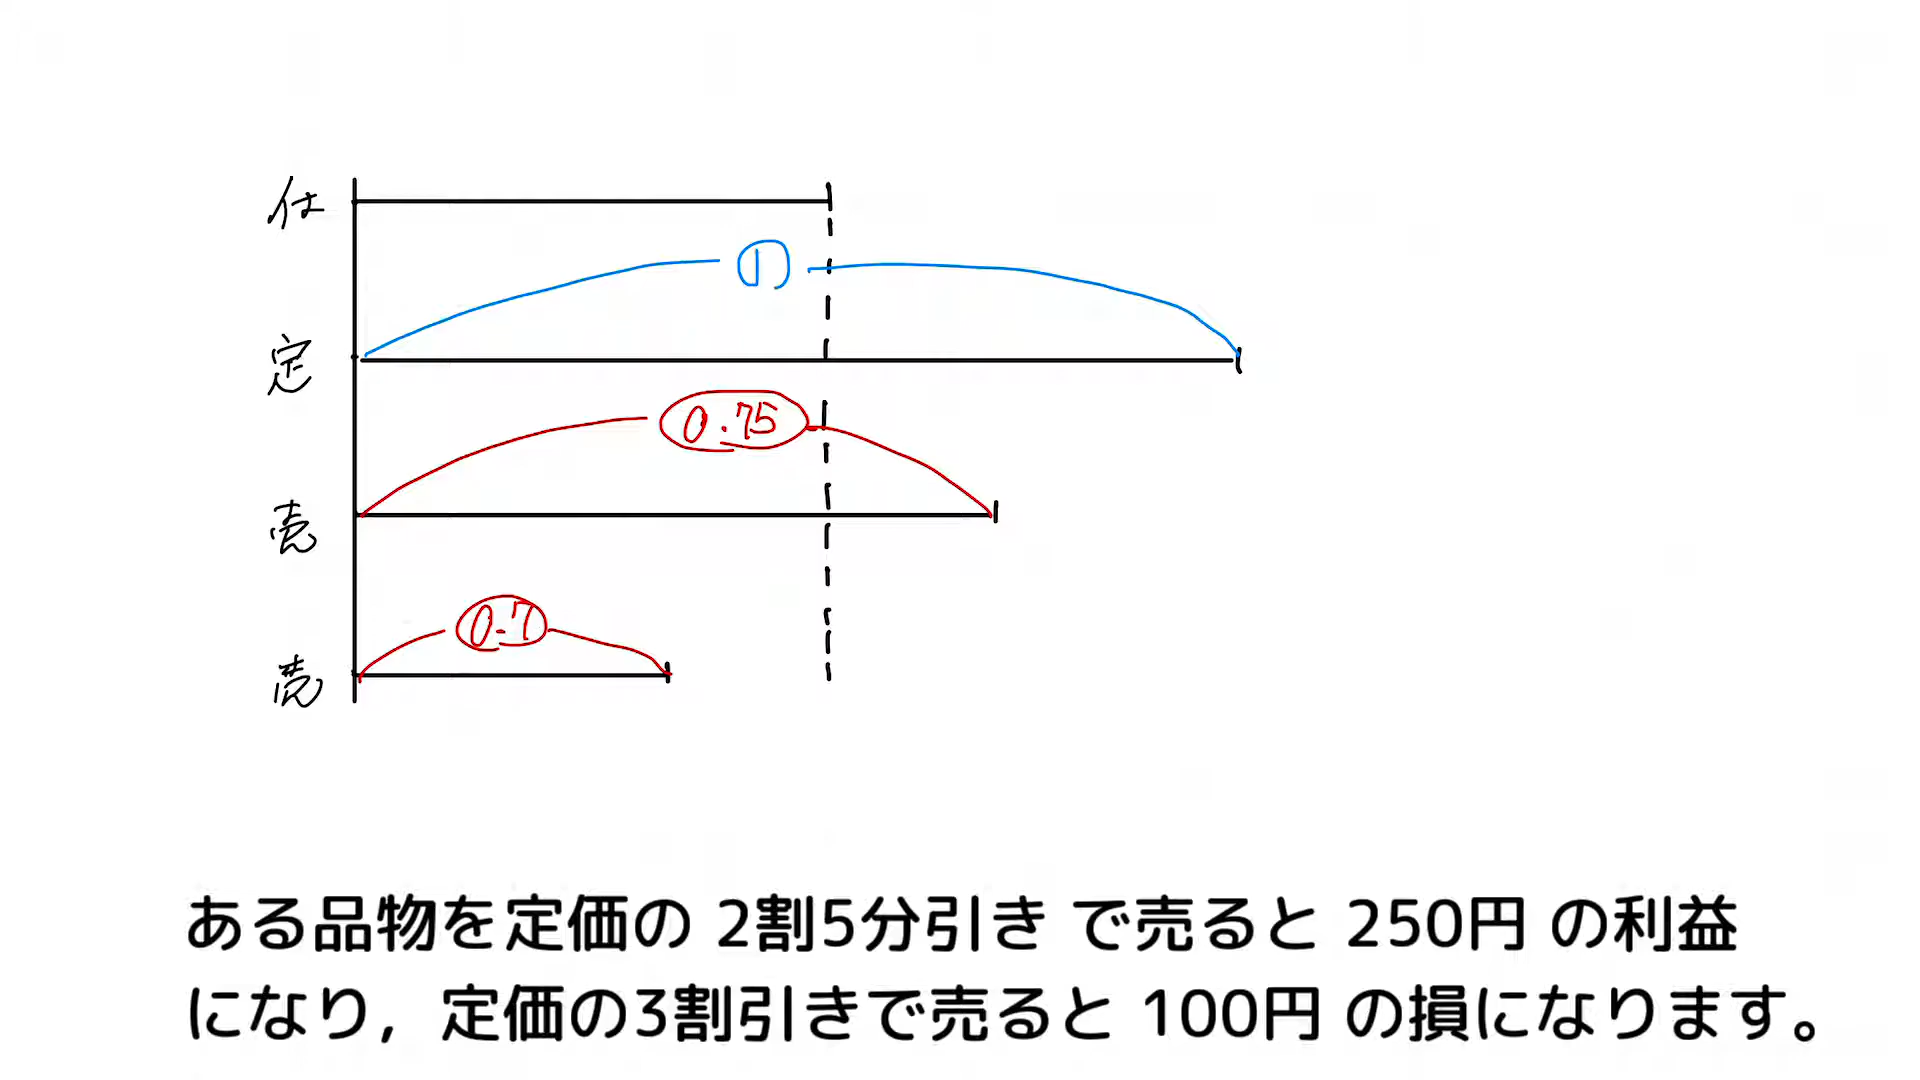 仕
①
定
0.75
売
0.7
売
ある品物を定価の 2割5分引き で売ると 250円 の利益
になり，定価の3割引きで売ると 100円 の損になります。